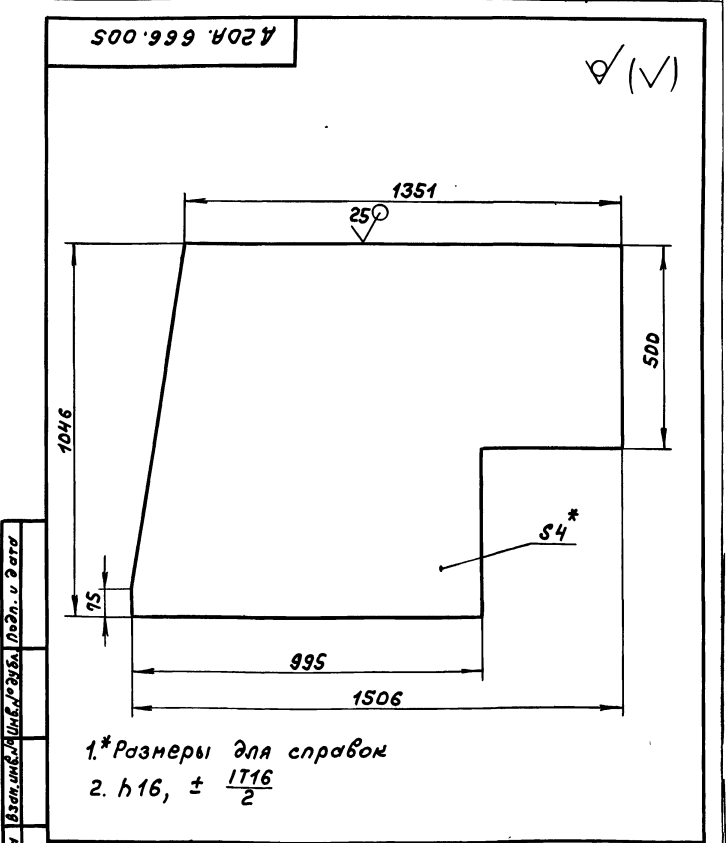 Д2ДА. 666.005
(√)
1351
25
500
1046
S4*
75
995
1506
1.* Размеры для справок
2. h16, ± IT16/2
Взам. инв. № Инв. № дубл. Подп. и дата